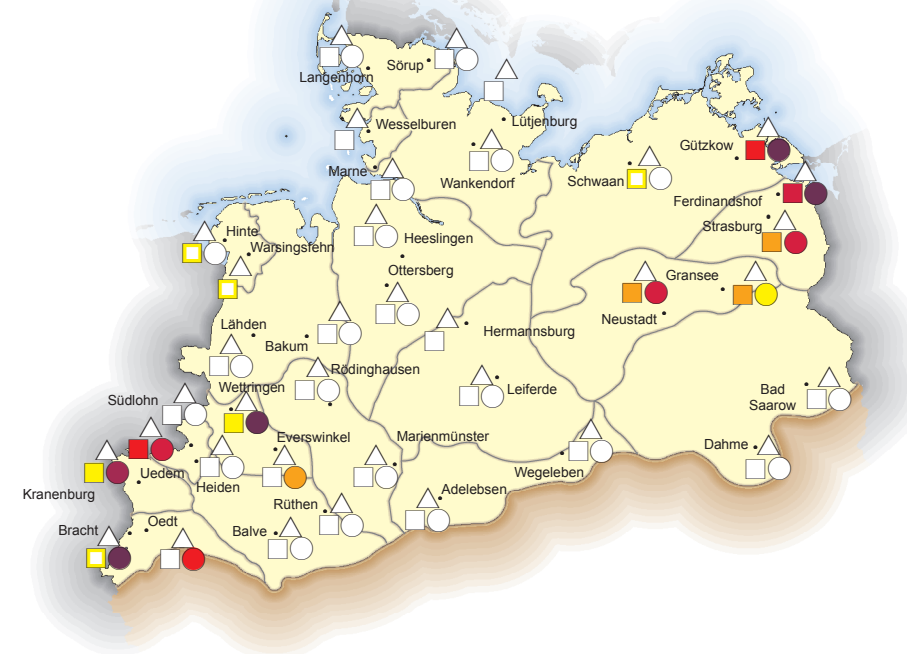 Sörup
Langenhorn
Wesselburen
Lütjenburg
Gützkow
Marne
Wankendorf
Schwaan
Ferdinandshof
Strasburg
Hinte
Heeslingen
Warsingsfehn
Ottersberg
Gransee
Neustadt
Lähden
Hermannsburg
Bakum
Rödinghausen
Wettringen
Leiferde
Bad
Saarow
Südlohn
Everswinkel
Marienmünster
Dahme
Uedem
Wegeleben
Heiden
Kranenburg
Adelebsen
Rüthen
Oedt
Bracht
Balve